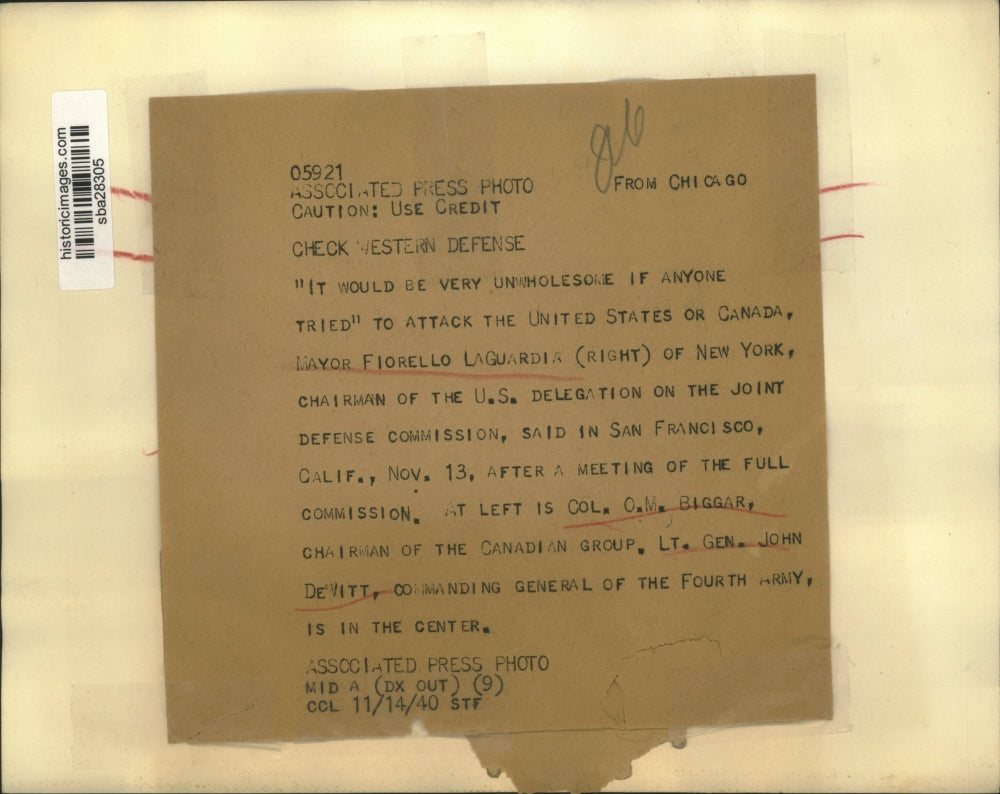 historicimages.com
sba28305
05921
ASSOCIATED PRESS PHOTO
FROM CHICAGO
CAUTION: USE CREDIT
CHECK WESTERN DEFENSE
"IT WOULD BE VERY UNWHOLESOME IF ANYONE
TRIED" TO ATTACK THE UNITED STATES OR CANADA,
MAYOR FIORELLO LAGUARDIA (RIGHT) OF NEW YORK,
CHAIRMAN OF THE U.S. DELEGATION ON THE JOINT
DEFENSE COMMISSION, SAID IN SAN FRANCISCO,
CALIF., NOV. 13, AFTER A MEETING OF THE FULL
COMMISSION. AT LEFT IS COL. O.M. BIGGAR,
CHAIRMAN OF THE CANADIAN GROUP. LT. GEN. JOHN
DEWITT, COMMANDING GENERAL OF THE FOURTH ARMY,
IS IN THE CENTER.
ASSOCIATED PRESS PHOTO
MID A (DX OUT) (9)
CCL 11/14/40 STF